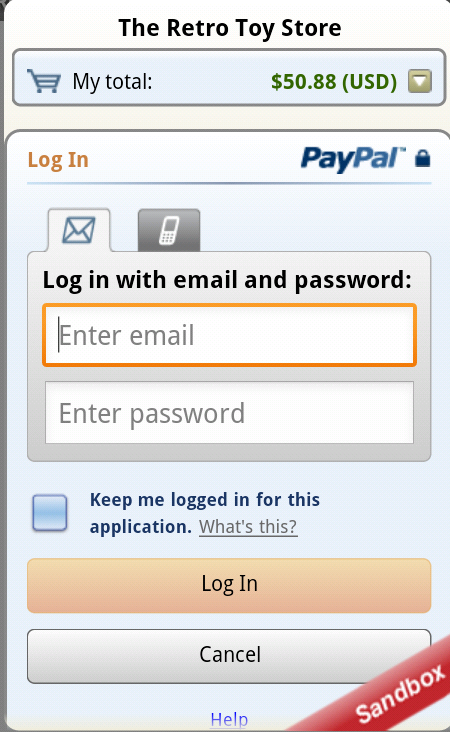 The Retro Toy Store
My total: $50.88 (USD)
Log In PayPal™
Log in with email and password:
Enter email
Enter password
Keep me logged in for this
application. What's this?
Log In
Cancel
Sandbox
Help